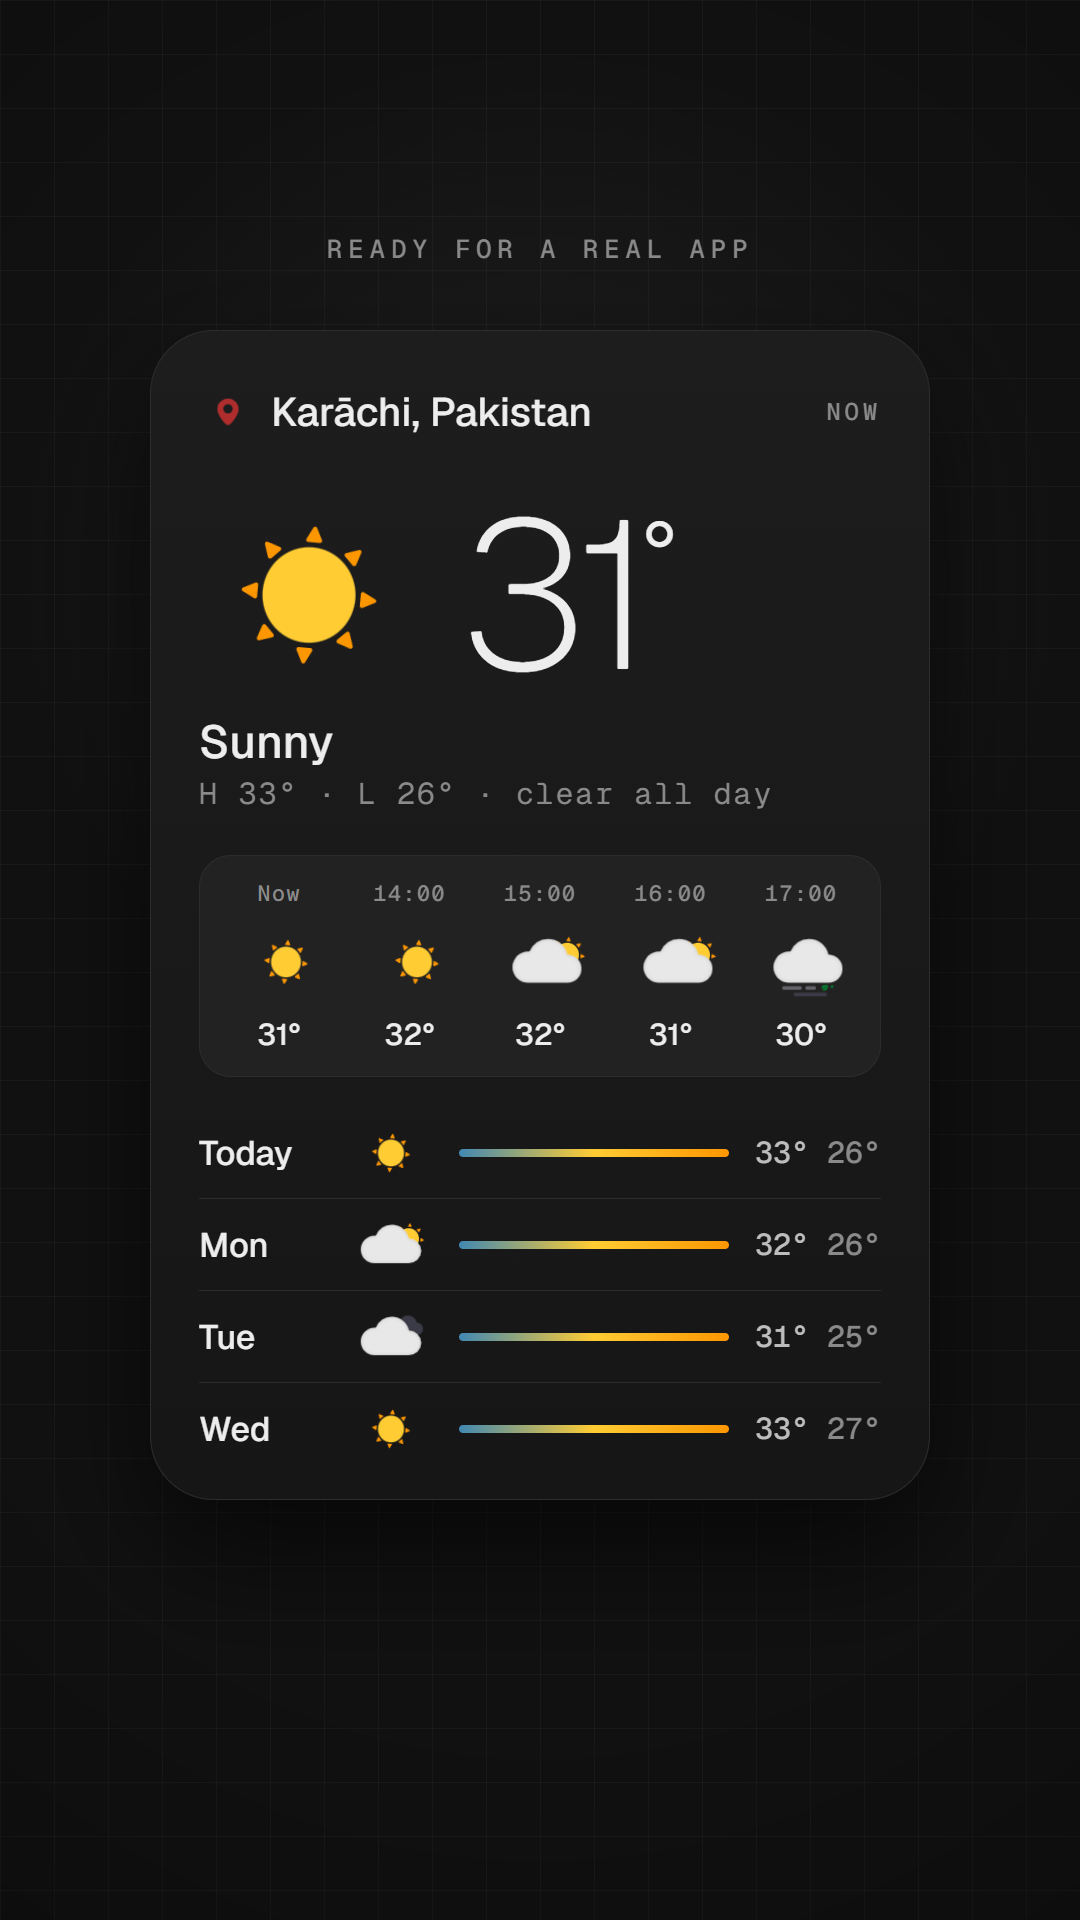 READY FOR A REAL APP
Karāchi, Pakistan NOW
31°
Sunny
H 33° · L 26° · clear all day
Now 14:00 15:00 16:00 17:00
31° 32° 32° 31° 30°
Today 33° 26°
Mon 32° 26°
Tue 31° 25°
Wed 33° 27°